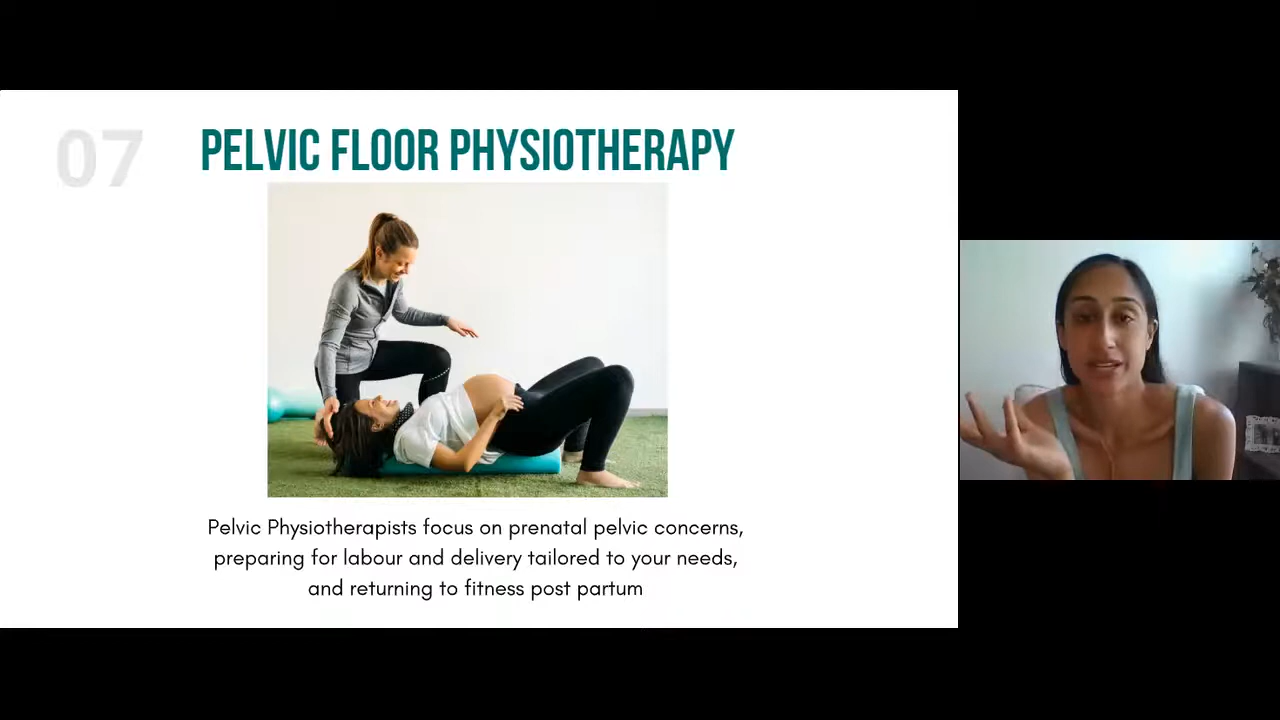 07
PELVIC FLOOR PHYSIOTHERAPY
Pelvic Physiotherapists focus on prenatal pelvic concerns,
preparing for labour and delivery tailored to your needs,
and returning to fitness post partum